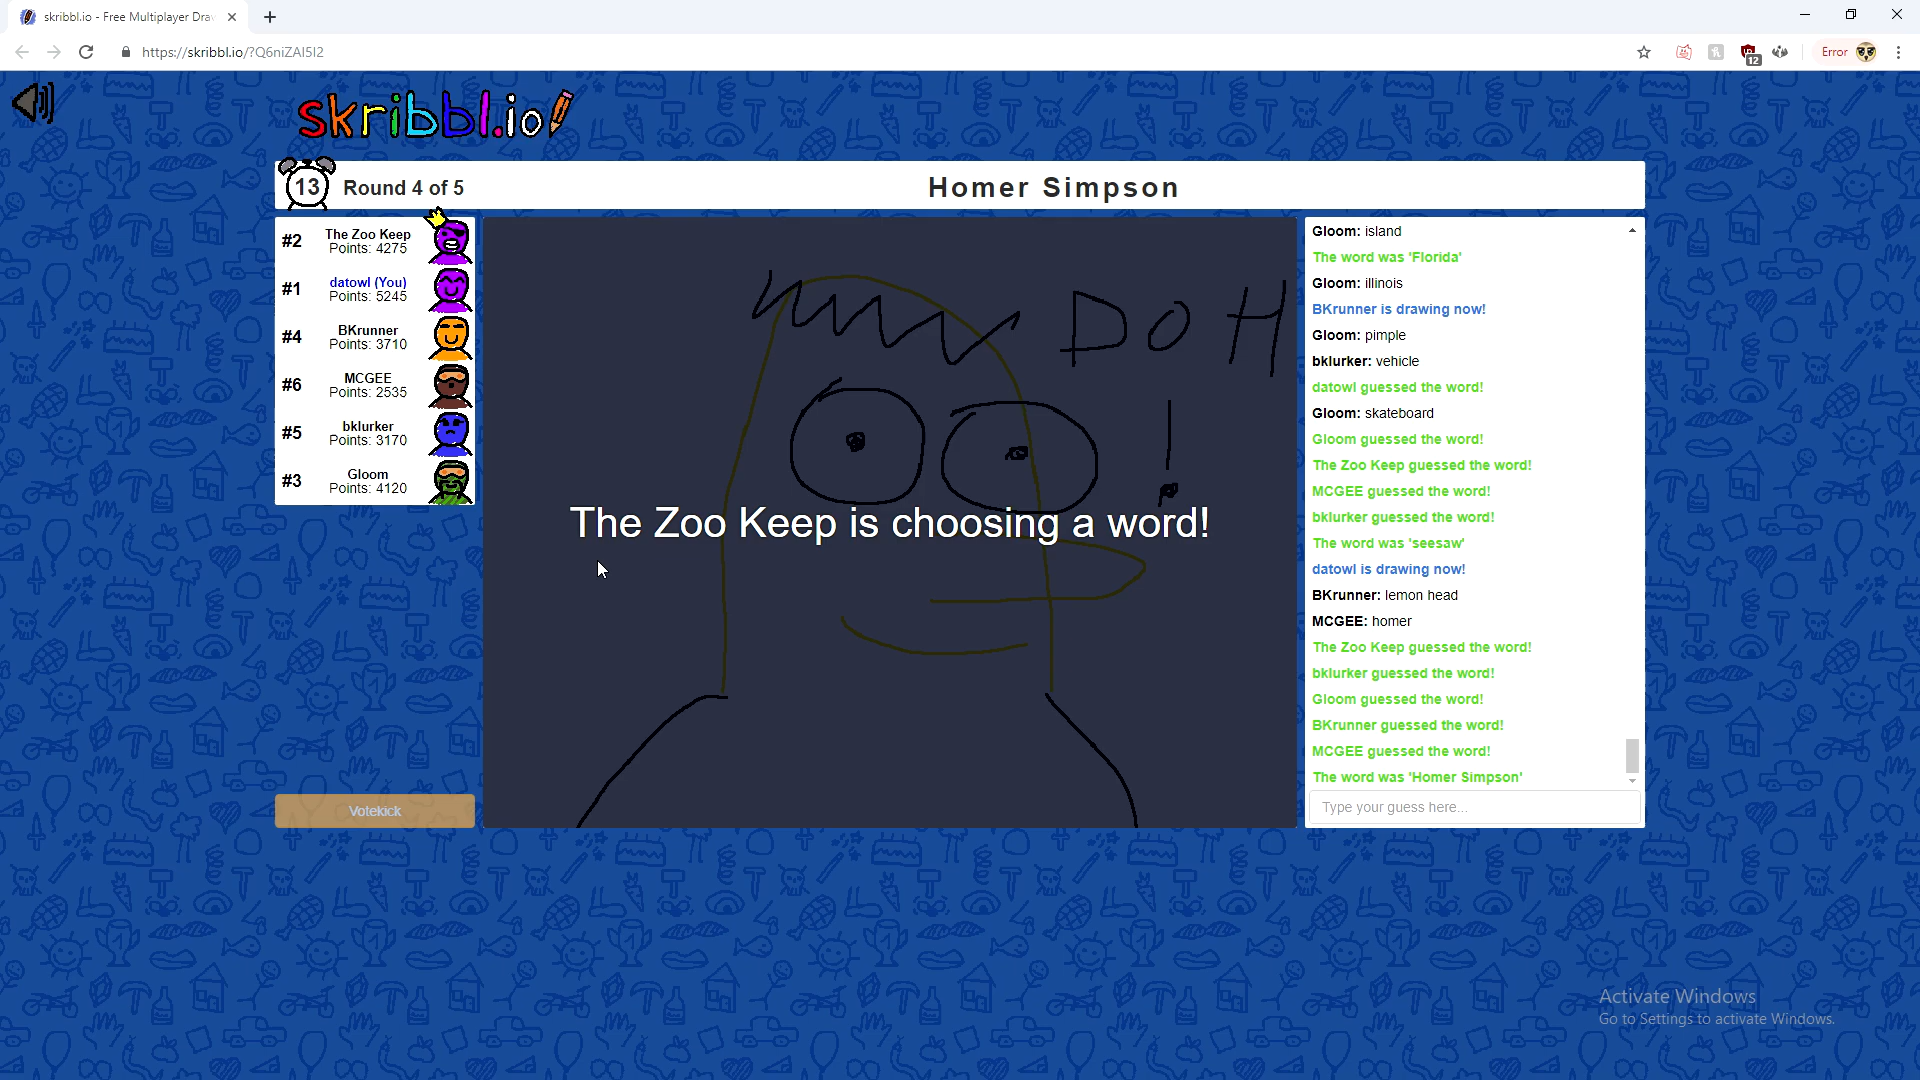 skribbl.io - Free Multiplayer Dra
https://skribbl.io/?Q6niZAI5I2
12
Error
skribbl.io
13
Round 4 of 5
Homer Simpson
#2
The Zoo Keep
Points: 4275
#1
datowl (You)
Points: 5245
#4
BKrunner
Points: 3710
#6
MCGEE
Points: 2535
#5
bklurker
Points: 3170
#3
Gloom
Points: 4120
Votekick
DOH
!
The Zoo Keep is choosing a word!
Gloom: island
The word was 'Florida'
Gloom: illinois
BKrunner is drawing now!
Gloom: pimple
bklurker: vehicle
datowl guessed the word!
Gloom: skateboard
Gloom guessed the word!
The Zoo Keep guessed the word!
MCGEE guessed the word!
bklurker guessed the word!
The word was 'seesaw'
datowl is drawing now!
BKrunner: lemon head
MCGEE: homer
The Zoo Keep guessed the word!
bklurker guessed the word!
Gloom guessed the word!
BKrunner guessed the word!
MCGEE guessed the word!
The word was 'Homer Simpson'
Type your guess here...
Activate Windows
Go to Settings to activate Windows.